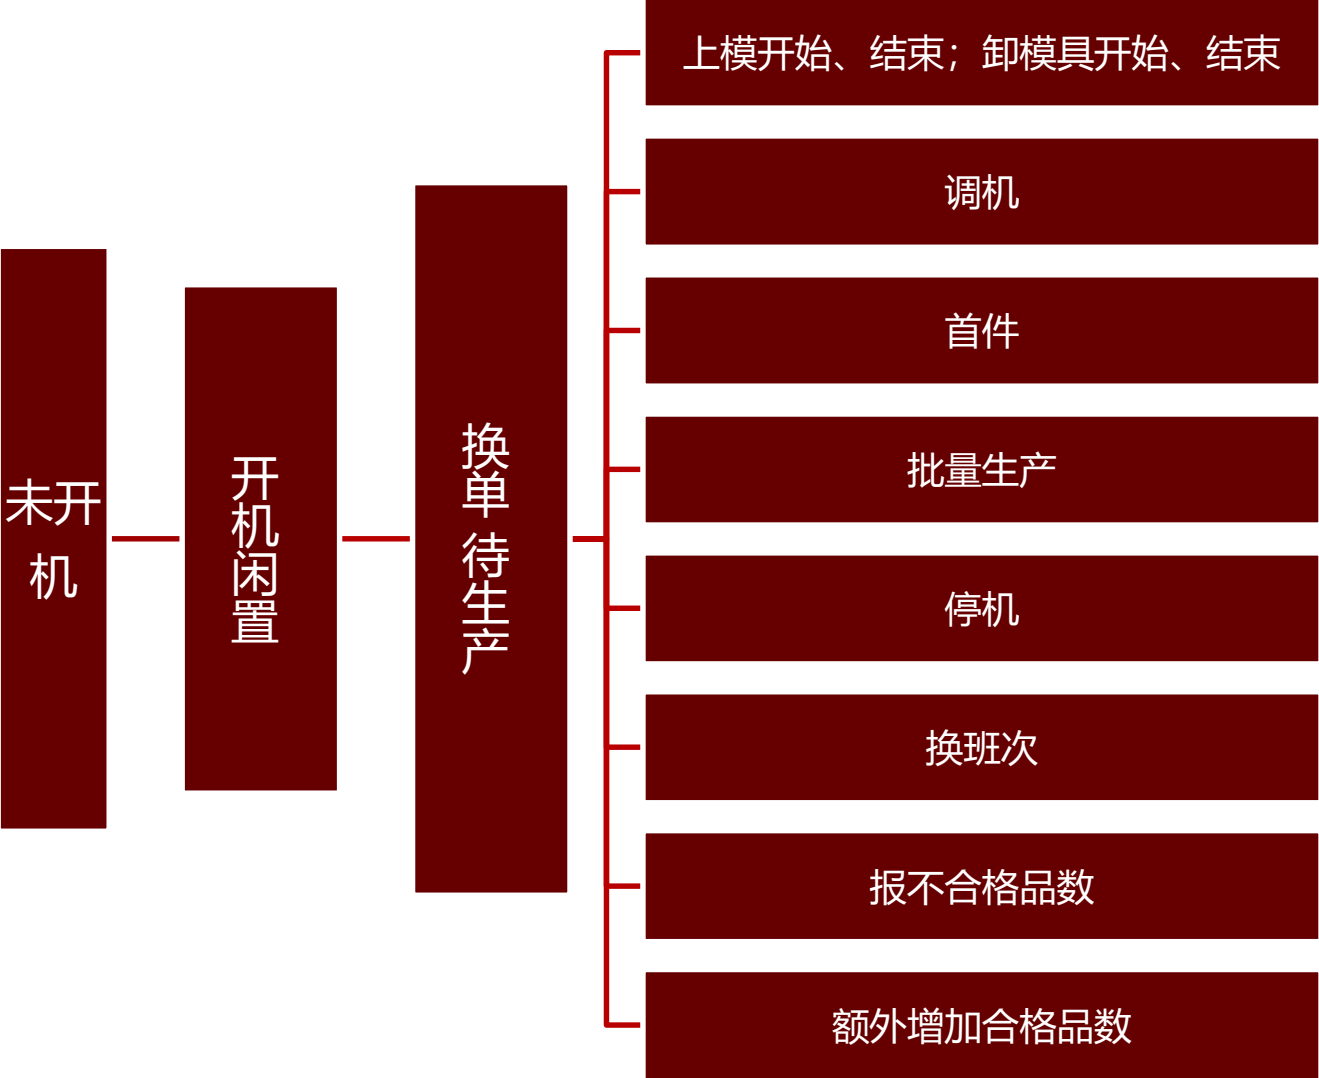 未开
机
开机闲置
换单 待生产
上模开始、结束；卸模具开始、结束
调机
首件
批量生产
停机
换班次
报不合格品数
额外增加合格品数